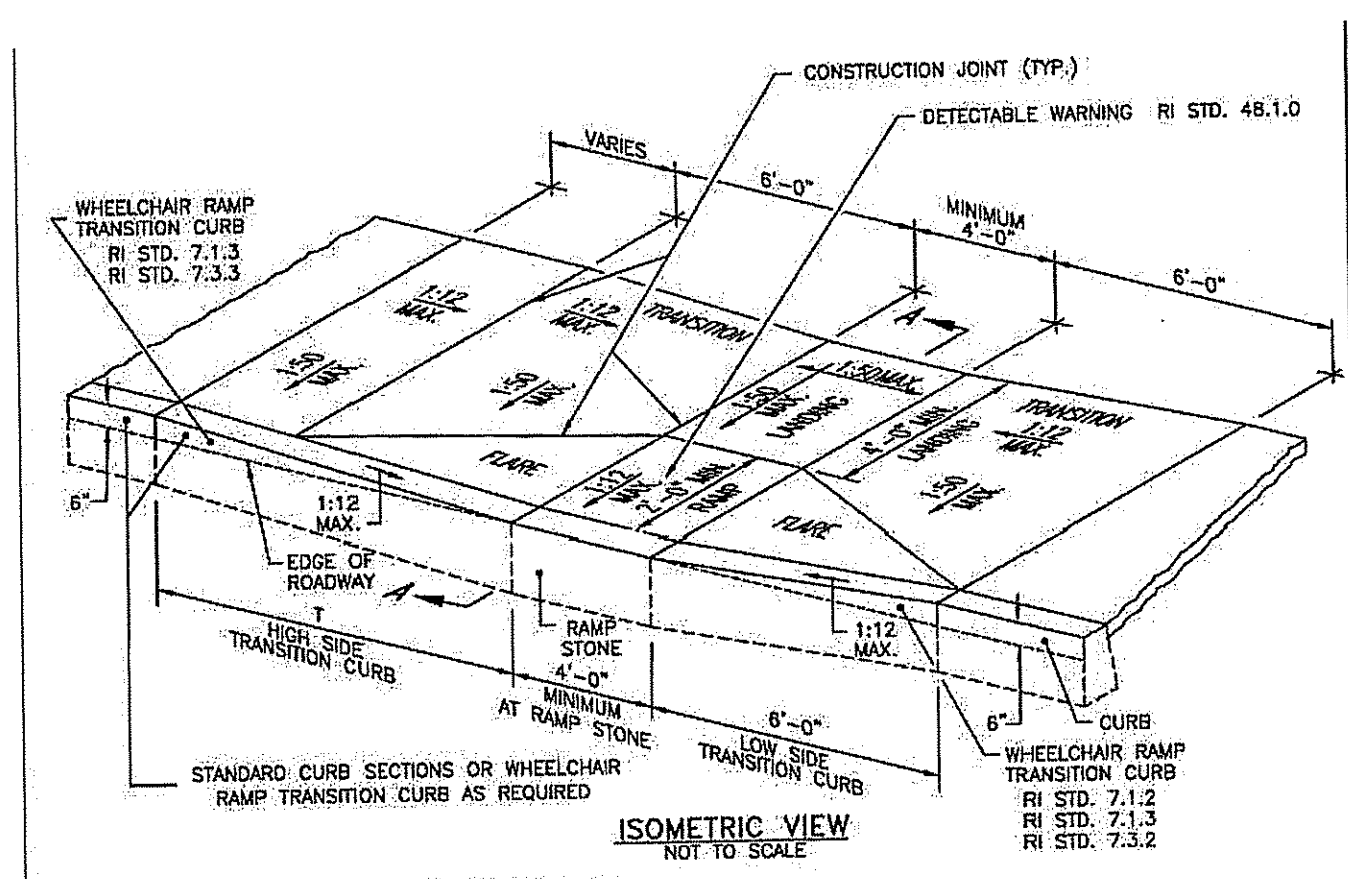 CONSTRUCTION JOINT (TYP.)
DETECTABLE WARNING RI STD. 48.1.0
VARIES
6'-0"
MINIMUM
4'-0"
6'-0"
WHEELCHAIR RAMP
TRANSITION CURB
RI STD. 7.1.3
RI STD. 7.3.3
1:12
MAX.
1:12
MAX.
TRANSITION
A
1:50
MAX.
1:50
MAX.
1:50 MAX.
1:50
MAX.
LANDING
4'-0" MIN.
LANDING
TRANSITION
1:12
MAX.
1:50
MAX.
FLARE
1:12
MAX.
2'-0" MIN.
RAMP
FLARE
6"
1:12
MAX.
EDGE OF
ROADWAY
A
RAMP
STONE
1:12
MAX.
6"
CURB
T
HIGH SIDE
TRANSITION CURB
4'-0"
MINIMUM
AT RAMP STONE
6'-0"
LOW SIDE
TRANSITION CURB
WHEELCHAIR RAMP
TRANSITION CURB
RI STD. 7.1.2
RI STD. 7.1.3
RI STD. 7.3.2
STANDARD CURB SECTIONS OR WHEELCHAIR
RAMP TRANSITION CURB AS REQUIRED
ISOMETRIC VIEW
NOT TO SCALE